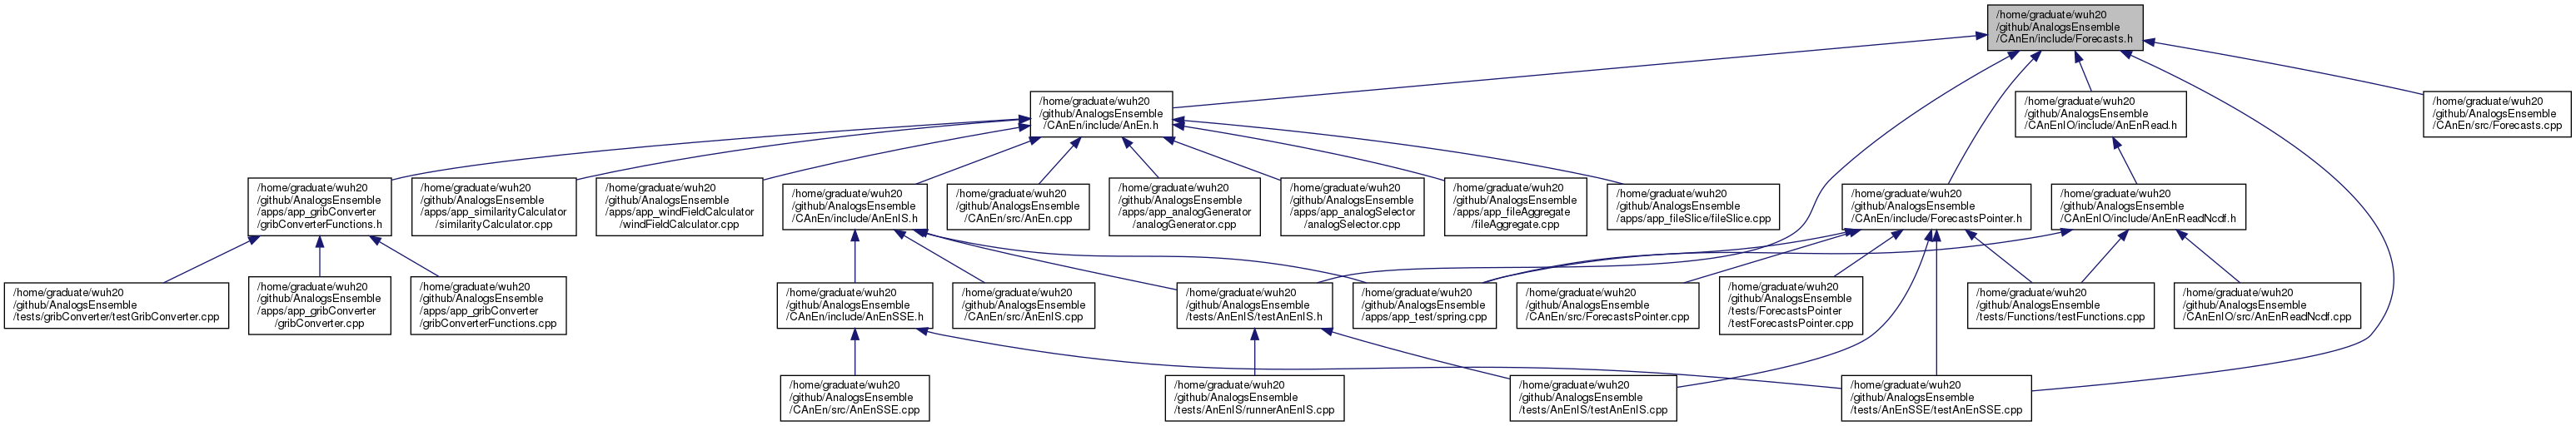 /home/graduate/wuh20
/github/AnalogsEnsemble
/CAnEn/include/Forecasts.h
/home/graduate/wuh20
/github/AnalogsEnsemble
/CAnEn/include/AnEn.h
/home/graduate/wuh20
/github/AnalogsEnsemble
/CAnEnIO/include/AnEnRead.h
/home/graduate/wuh20
/github/AnalogsEnsemble
/CAnEn/src/Forecasts.cpp
/home/graduate/wuh20
/github/AnalogsEnsemble
/apps/app_gribConverter
/gribConverterFunctions.h
/home/graduate/wuh20
/github/AnalogsEnsemble
/apps/app_similarityCalculator
/similarityCalculator.cpp
/home/graduate/wuh20
/github/AnalogsEnsemble
/apps/app_windFieldCalculator
/windFieldCalculator.cpp
/home/graduate/wuh20
/github/AnalogsEnsemble
/CAnEn/include/AnEnIS.h
/home/graduate/wuh20
/github/AnalogsEnsemble
/CAnEn/src/AnEn.cpp
/home/graduate/wuh20
/github/AnalogsEnsemble
/apps/app_analogGenerator
/analogGenerator.cpp
/home/graduate/wuh20
/github/AnalogsEnsemble
/apps/app_analogSelector
/analogSelector.cpp
/home/graduate/wuh20
/github/AnalogsEnsemble
/apps/app_fileAggregate
/fileAggregate.cpp
/home/graduate/wuh20
/github/AnalogsEnsemble
/apps/app_fileSlice/fileSlice.cpp
/home/graduate/wuh20
/github/AnalogsEnsemble
/CAnEn/include/ForecastsPointer.h
/home/graduate/wuh20
/github/AnalogsEnsemble
/CAnEnIO/include/AnEnReadNcdf.h
/home/graduate/wuh20
/github/AnalogsEnsemble
/tests/gribConverter/testGribConverter.cpp
/home/graduate/wuh20
/github/AnalogsEnsemble
/apps/app_gribConverter
/gribConverter.cpp
/home/graduate/wuh20
/github/AnalogsEnsemble
/apps/app_gribConverter
/gribConverterFunctions.cpp
/home/graduate/wuh20
/github/AnalogsEnsemble
/CAnEn/include/AnEnSSE.h
/home/graduate/wuh20
/github/AnalogsEnsemble
/CAnEn/src/AnEnIS.cpp
/home/graduate/wuh20
/github/AnalogsEnsemble
/tests/AnEnIS/testAnEnIS.h
/home/graduate/wuh20
/github/AnalogsEnsemble
/apps/app_test/spring.cpp
/home/graduate/wuh20
/github/AnalogsEnsemble
/CAnEn/src/ForecastsPointer.cpp
/home/graduate/wuh20
/github/AnalogsEnsemble
/tests/ForecastsPointer
/testForecastsPointer.cpp
/home/graduate/wuh20
/github/AnalogsEnsemble
/tests/Functions/testFunctions.cpp
/home/graduate/wuh20
/github/AnalogsEnsemble
/CAnEnIO/src/AnEnReadNcdf.cpp
/home/graduate/wuh20
/github/AnalogsEnsemble
/CAnEn/src/AnEnSSE.cpp
/home/graduate/wuh20
/github/AnalogsEnsemble
/tests/AnEnIS/runnerAnEnIS.cpp
/home/graduate/wuh20
/github/AnalogsEnsemble
/tests/AnEnIS/testAnEnIS.cpp
/home/graduate/wuh20
/github/AnalogsEnsemble
/tests/AnEnSSE/testAnEnSSE.cpp